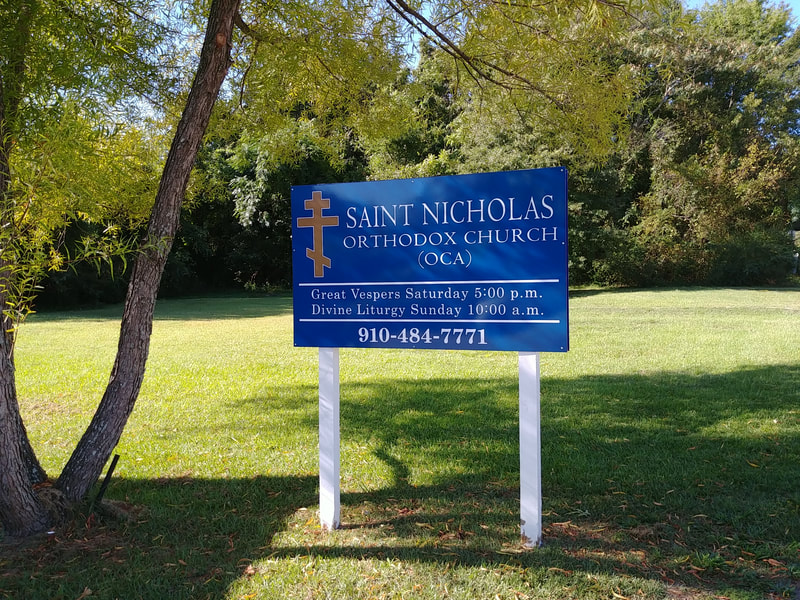 SAINT NICHOLAS
ORTHODOX CHURCH
(OCA)
Great Vespers Saturday 5:00 p.m.
Divine Liturgy Sunday 10:00 a.m.
910-484-7771